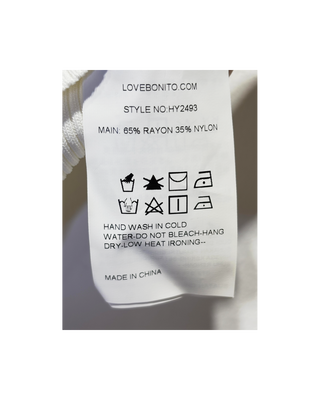 LOVEBONITO.COM
STYLE NO:HY2493
MAIN: 65% RAYON 35% NYLON
HAND WASH IN COLD
WATER-DO NOT BLEACH-HANG
DRY-LOW HEAT IRONING--
MADE IN CHINA